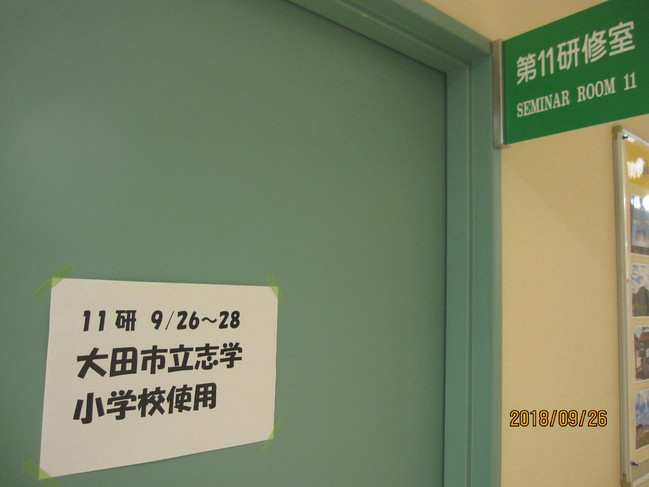 第11研修室
SEMINAR ROOM 11
11研 9/26～28
大田市立志学
小学校使用
2018/09/26